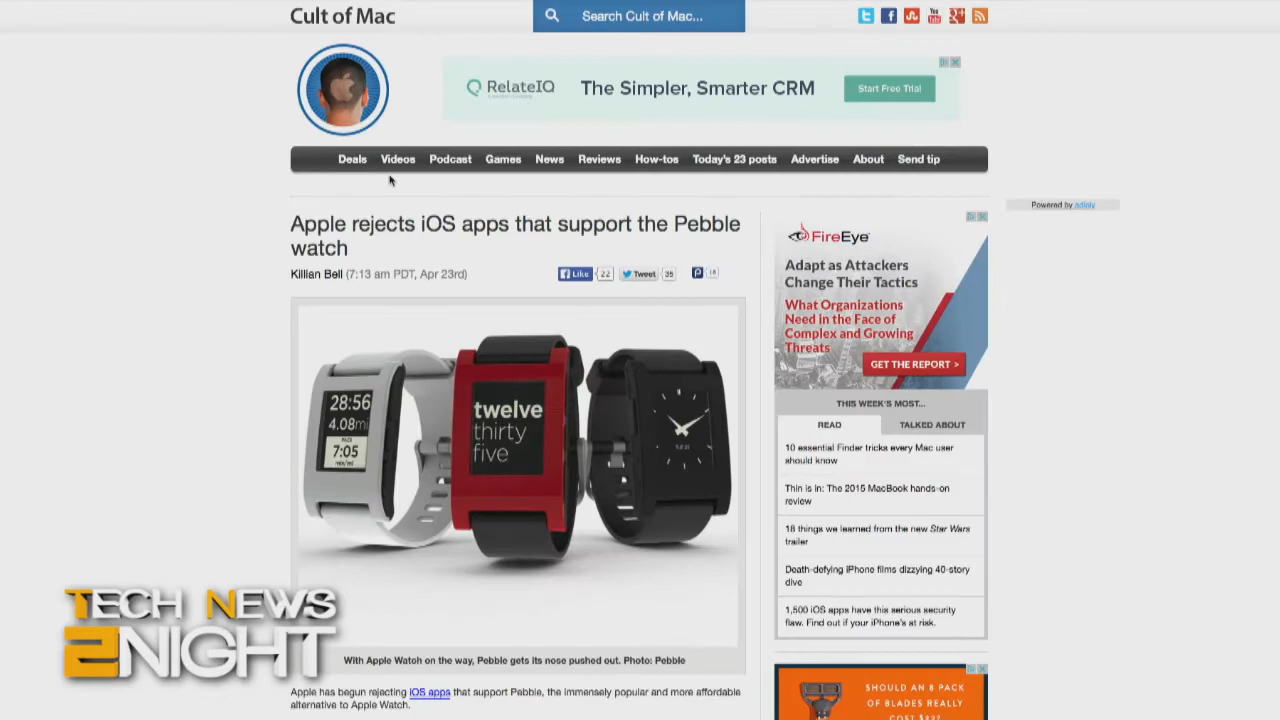 Cult of Mac
Search Cult of Mac...
RelateIQ
The Simpler, Smarter CRM
Start Free Trial
Deals Videos Podcast Games News Reviews How-tos Today's 23 posts Advertise About Send tip
Powered by adiply
Apple rejects iOS apps that support the Pebble
watch
Killian Bell (7:13 am PDT, Apr 23rd)
Like 22 Tweet 35 18
28:56
4.08mi
PACE
7:05
min/mi
twelve
thirty
five
With Apple Watch on the way, Pebble gets its nose pushed out. Photo: Pebble
Apple has begun rejecting iOS apps that support Pebble, the immensely popular and more affordable
alternative to Apple Watch.
FireEye
Adapt as Attackers
Change Their Tactics
What Organizations
Need in the Face of
Complex and Growing
Threats
GET THE REPORT >
THIS WEEK'S MOST...
READ TALKED ABOUT
10 essential Finder tricks every Mac user
should know
Thin is in: The 2015 MacBook hands-on
review
18 things we learned from the new Star Wars
trailer
Death-defying iPhone films dizzying 40-story
dive
1,500 iOS apps have this serious security
flaw. Find out if your iPhone's at risk.
SHOULD AN 8 PACK
OF BLADES REALLY
TECH NEWS
2NIGHT